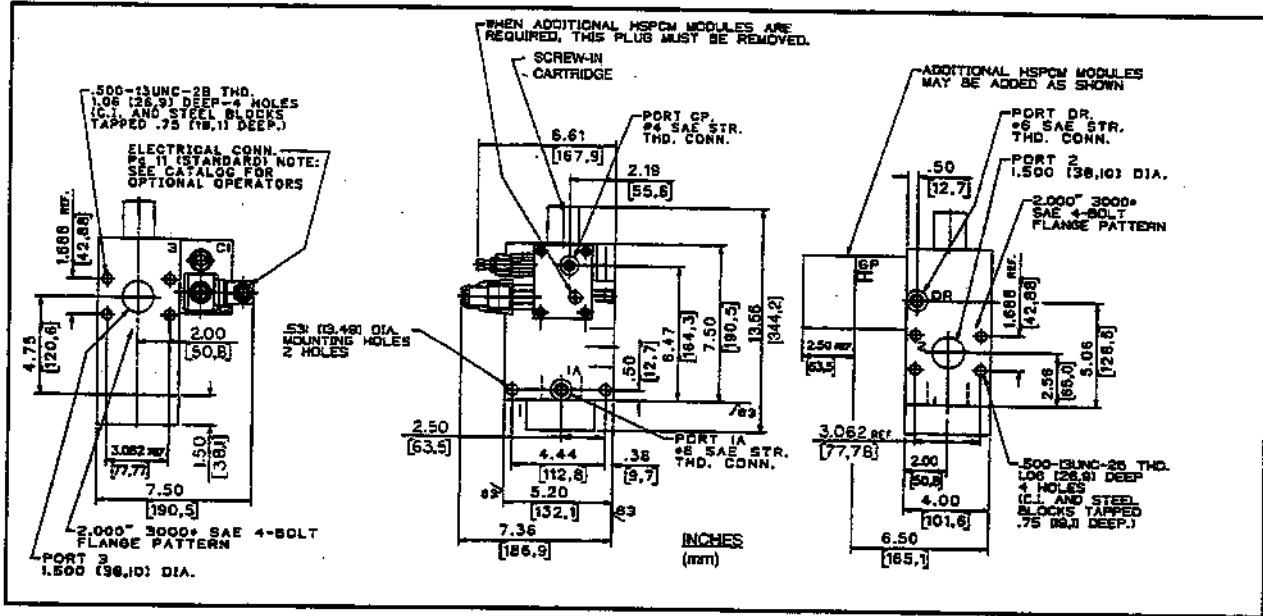 WHEN ADDITIONAL HSPCM MODULES ARE
REQUIRED, THIS PLUG MUST BE REMOVED.
SCREW-IN
CARTRIDGE
ADDITIONAL HSPCM MODULES
MAY BE ADDED AS SHOWN
.500-13UNC-2B THD.
1.06 [26,9] DEEP-4 HOLES
(C.I. AND STEEL BLOCKS
TAPPED .75 [19,1] DEEP.)
ELECTRICAL CONN.
Pg 11 (STANDARD) NOTE:
SEE CATALOG FOR
OPTIONAL OPERATORS
1.688 REF.
[42,88]
3
C1
4.75
[120,6]
2.00
[50,8]
1.50
[38,1]
3.062 REF
[77,77]
7.50
[190,5]
2.000" 3000# SAE 4-BOLT
FLANGE PATTERN
PORT 3
1.500 [38,10] DIA.
PORT GP.
#4 SAE STR.
THD. CONN.
6.61
[167,9]
2.19
[55,6]
.531 [13,49] DIA.
MOUNTING HOLES
2 HOLES
.50
[12,7]
6.47
[164,3]
7.50
[190,5]
13.56
[344,2]
1A
63
PORT 1A
#6 SAE STR.
THD. CONN.
2.50
[63,5]
4.44
[112,8]
.38
[9,7]
63
5.20
[132,1]
63
7.36
[186,9]
INCHES
(mm)
PORT DR.
#6 SAE STR.
THD. CONN.
PORT 2
1.500 [38,10] DIA.
.50
[12,7]
2.000" 3000#
SAE 4-BOLT
FLANGE PATTERN
GP
DR
1.688 REF.
[42,88]
2.50 REF
[63,5]
2
2.56
[65,0]
5.06
[128,5]
3.062 REF
[77,78]
2.00
[50,8]
4.00
[101,6]
6.50
[165,1]
.500-13UNC-2B THD.
1.06 [26,9] DEEP
4 HOLES
(C.I. AND STEEL
BLOCKS TAPPED
.75 [19,1] DEEP.)